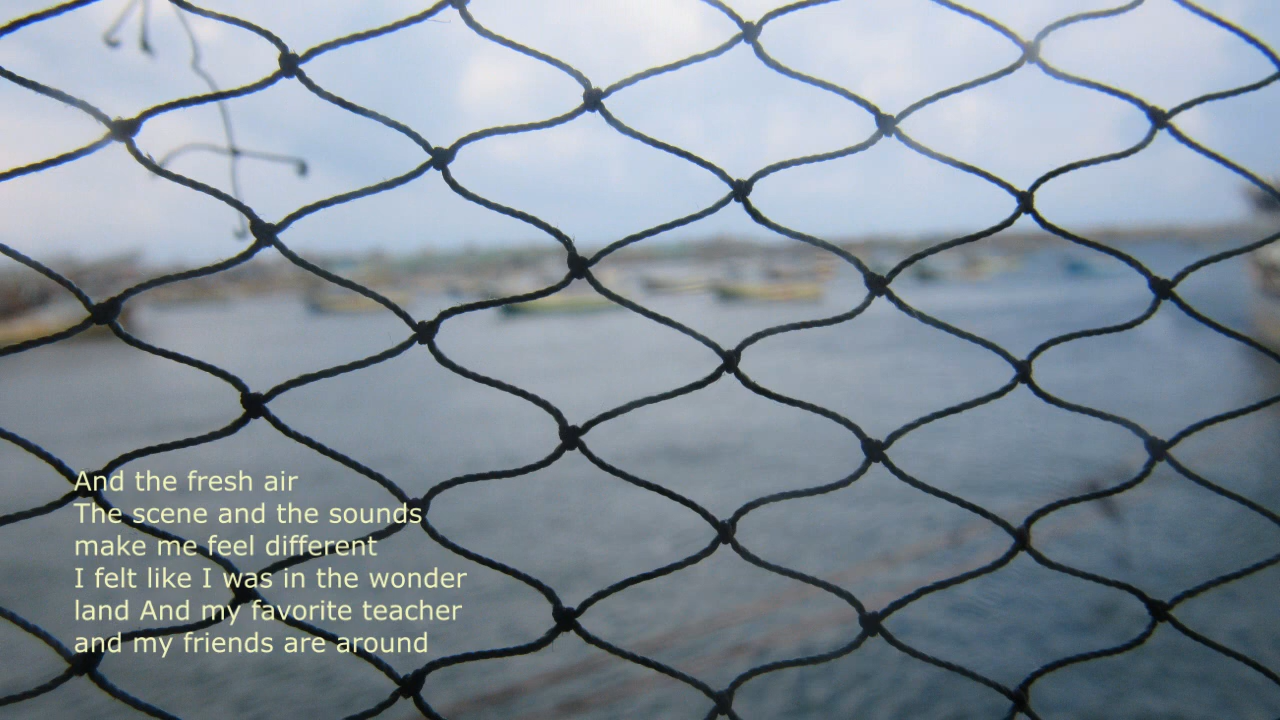 And the fresh air
The scene and the sounds
make me feel different
I felt like I was in the wonder
land And my favorite teacher
and my friends are around